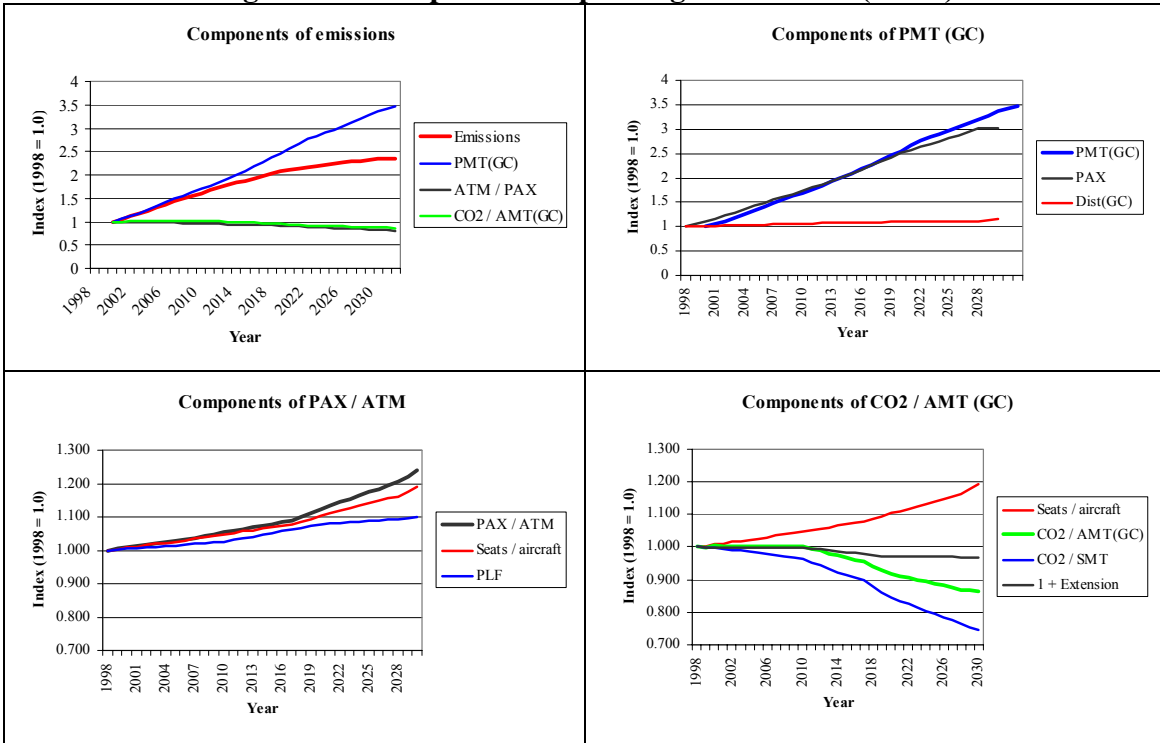 Components of emissions
Index (1998 = 1.0)
4
3.5
3
2.5
2
1.5
1
0.5
0
1998
2002
2006
2010
2014
2018
2022
2026
2030
Year
Emissions
PMT(GC)
ATM / PAX
CO2 / AMT(GC)
Components of PMT (GC)
Index (1998 = 1.0)
4
3.5
3
2.5
2
1.5
1
0.5
0
1998
2001
2004
2007
2010
2013
2016
2019
2022
2025
2028
Year
PMT(GC)
PAX
Dist(GC)
Components of PAX / ATM
Index (1998 = 1.0)
1.300
1.200
1.100
1.000
0.900
0.800
0.700
1998
2001
2004
2007
2010
2013
2016
2019
2022
2025
2028
Year
PAX / ATM
Seats / aircraft
PLF
Components of CO2 / AMT (GC)
Index (1998 = 1.0)
1.300
1.200
1.100
1.000
0.900
0.800
0.700
1998
2002
2006
2010
2014
2018
2022
2026
2030
Year
Seats / aircraft
CO2 / AMT(GC)
CO2 / SMT
1 + Extension